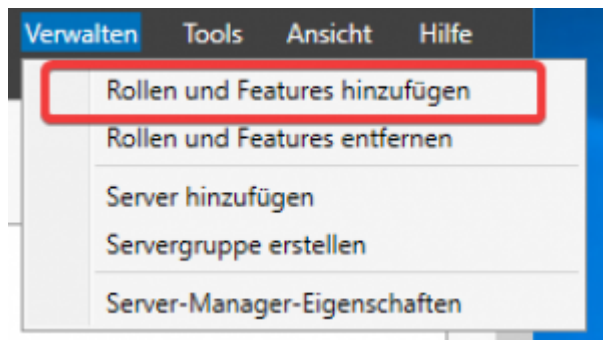 Verwalten Tools Ansicht Hilfe
Rollen und Features hinzufügen
Rollen und Features entfernen
Server hinzufügen
Servergruppe erstellen
Server-Manager-Eigenschaften